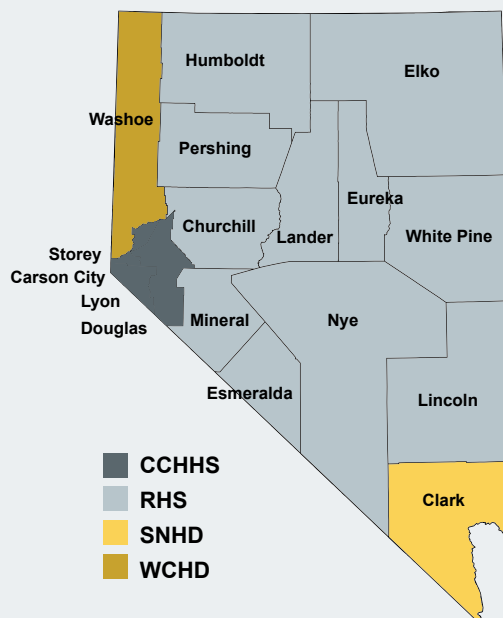 Humboldt
Elko
Washoe
Pershing
Eureka
Churchill
Lander
White Pine
Storey
Carson City
Lyon
Douglas
Mineral
Nye
Esmeralda
Lincoln
CCHHS
RHS
SNHD
WCHD
Clark